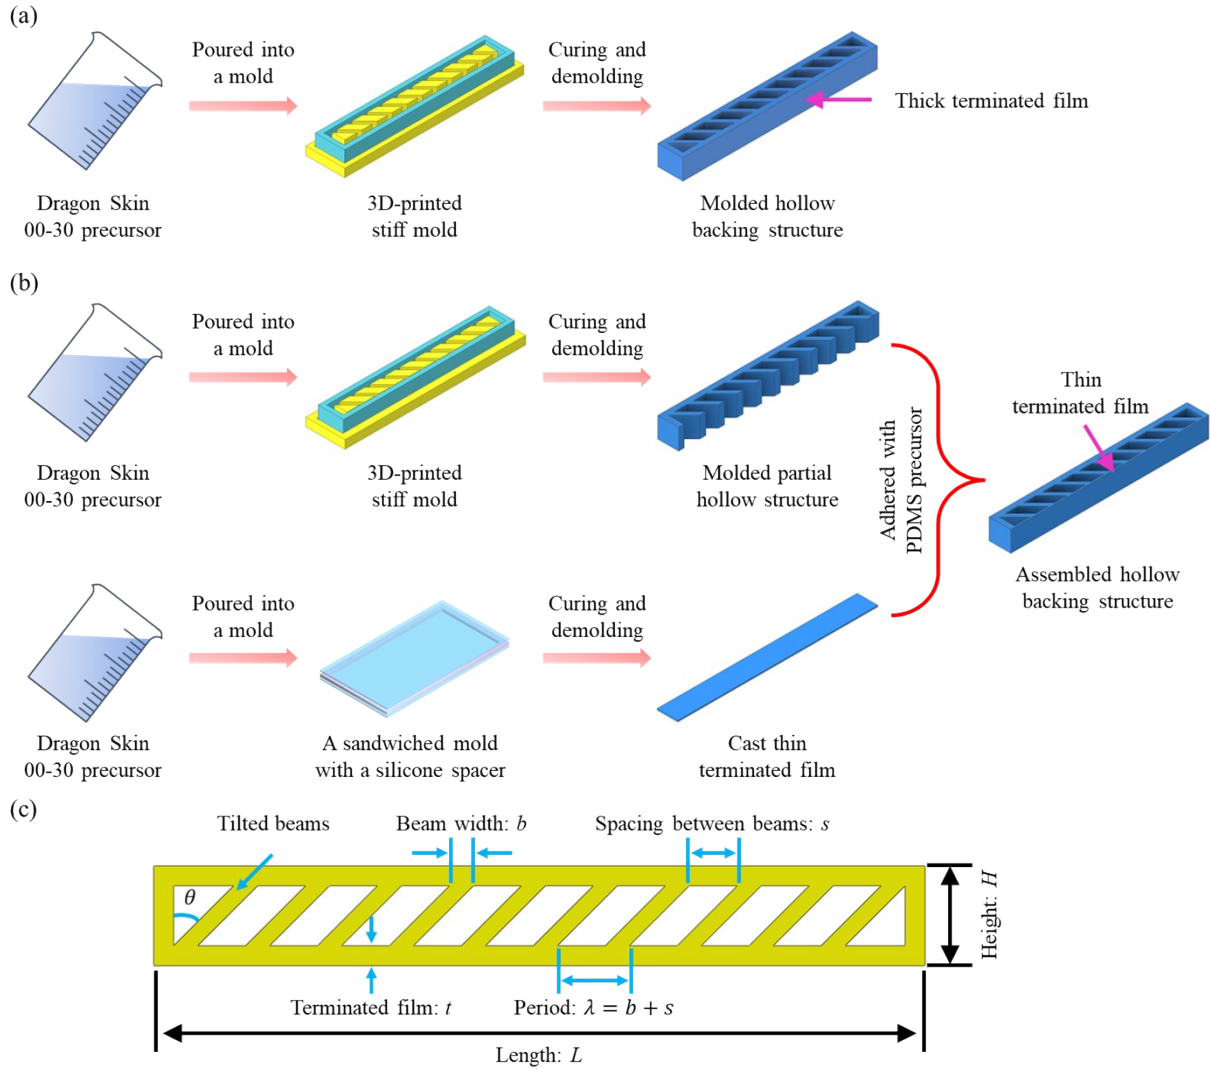 (a)
Poured into
a mold
Curing and
demolding
Thick terminated film
Dragon Skin
00-30 precursor
3D-printed
stiff mold
Molded hollow
backing structure
(b)
Poured into
a mold
Curing and
demolding
Dragon Skin
00-30 precursor
3D-printed
stiff mold
Molded partial
hollow structure
Adhered with
PDMS precursor
Thin
terminated film
Assembled hollow
backing structure
Poured into
a mold
Curing and
demolding
Dragon Skin
00-30 precursor
A sandwiched mold
with a silicone spacer
Cast thin
terminated film
(c)
Tilted beams
Beam width: b
Spacing between beams: s
θ
Height: H
Terminated film: t
Period: λ = b + s
Length: L